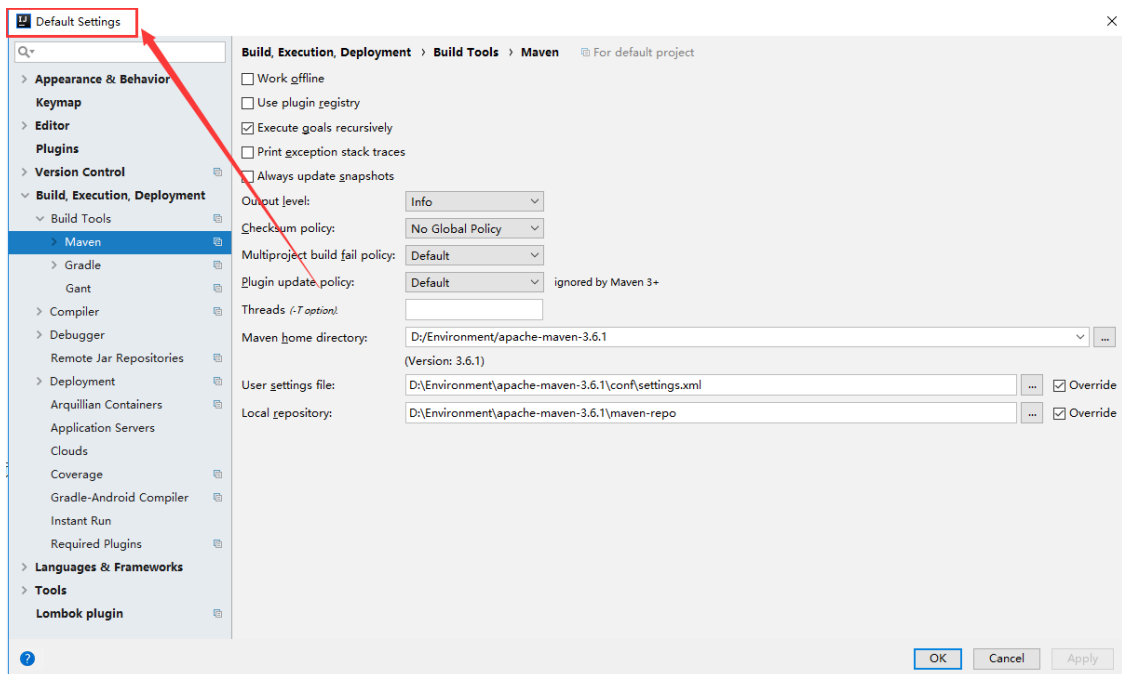 Default Settings
Appearance & Behavior
Keymap
Editor
Plugins
Version Control
Build, Execution, Deployment
Build Tools
Maven
Gradle
Gant
Compiler
Debugger
Remote Jar Repositories
Deployment
Arquillian Containers
Application Servers
Clouds
Coverage
Gradle-Android Compiler
Instant Run
Required Plugins
Languages & Frameworks
Tools
Lombok plugin
Build, Execution, Deployment › Build Tools › Maven For default project
Work offline
Use plugin registry
Execute goals recursively
Print exception stack traces
Always update snapshots
Output level: Info
Checksum policy: No Global Policy
Multiproject build fail policy: Default
Plugin update policy: Default ignored by Maven 3+
Threads (-T option):
Maven home directory: D:/Environment/apache-maven-3.6.1 ...
(Version: 3.6.1)
User settings file: D:\Environment\apache-maven-3.6.1\conf\settings.xml ... Override
Local repository: D:\Environment\apache-maven-3.6.1\maven-repo ... Override
? OK Cancel Apply